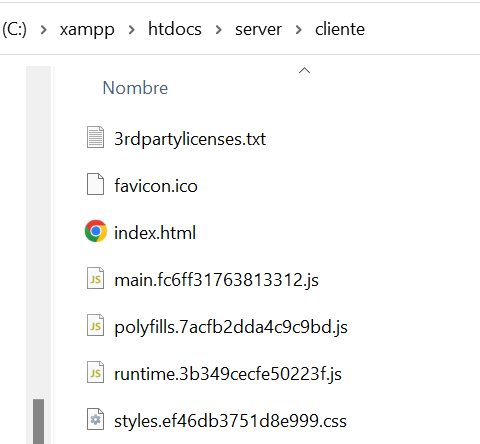 (C:) > xampp > htdocs > server > cliente
Nombre
3rdpartylicenses.txt
favicon.ico
index.html
main.fc6ff31763813312.js
polyfills.7acfb2dda4c9c9bd.js
runtime.3b349cecfe50223f.js
styles.ef46db3751d8e999.css